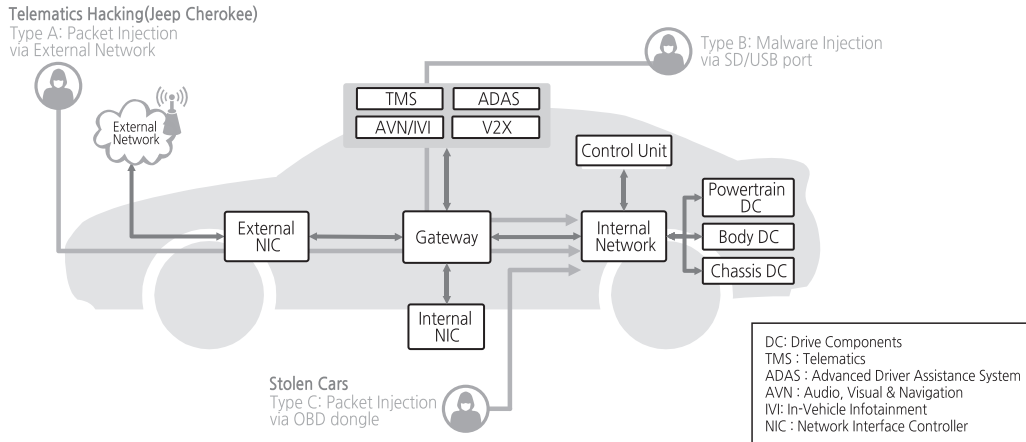 Telematics Hacking(Jeep Cherokee)
Type A: Packet Injection
via External Network
Type B: Malware Injection
via SD/USB port
External
Network
TMS
ADAS
AVN/IVI
V2X
Control Unit
Powertrain
DC
External
NIC
Gateway
Internal
Network
Body DC
Chassis DC
Internal
NIC
Stolen Cars
Type C: Packet Injection
via OBD dongle
DC: Drive Components
TMS : Telematics
ADAS : Advanced Driver Assistance System
AVN : Audio, Visual & Navigation
IVI: In-Vehicle Infotainment
NIC : Network Interface Controller